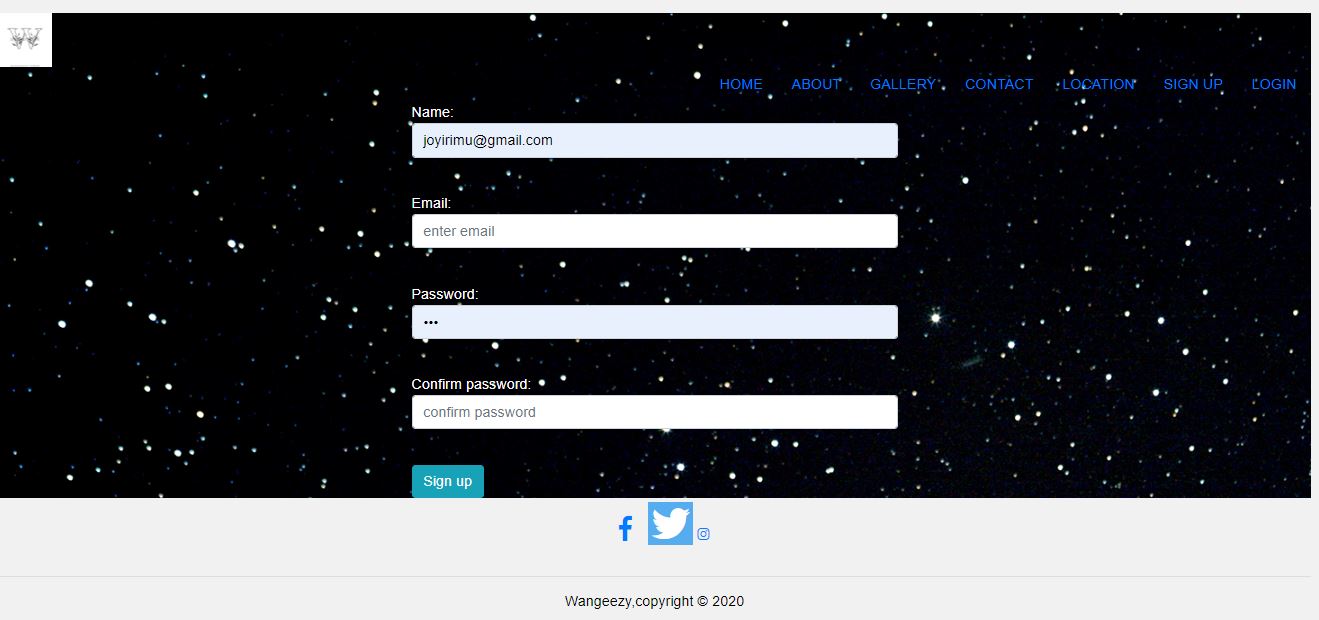 W
HOME ABOUT GALLERY CONTACT LOCATION SIGN UP LOGIN
Name:
joyirimu@gmail.com
Email:
enter email
Password:
•••
Confirm password:
confirm password
Sign up
Wangeezy,copyright © 2020